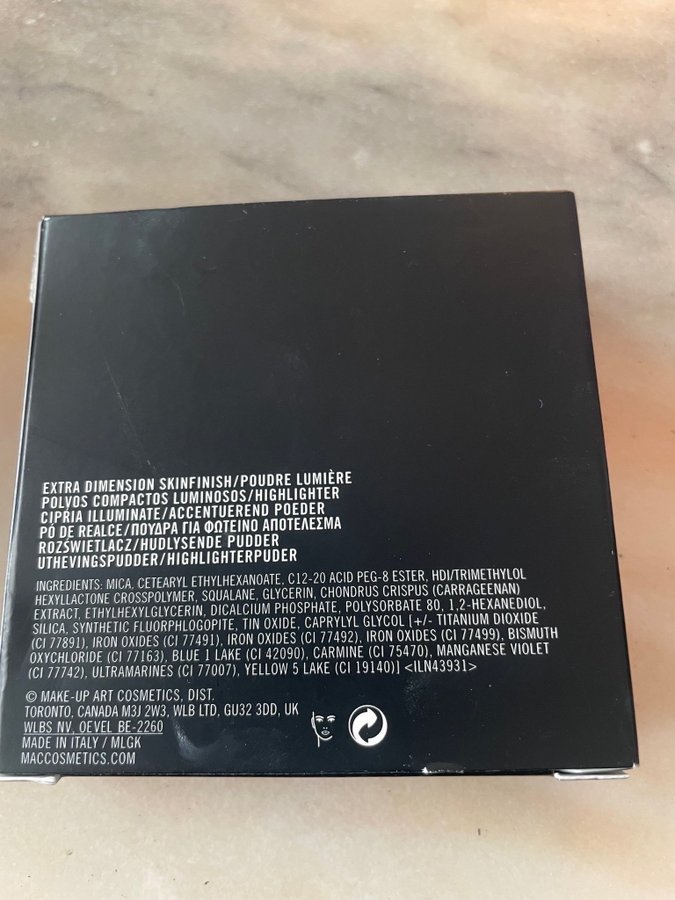 EXTRA DIMENSION SKINFINISH/POUDRE LUMIÈRE
POLVOS COMPACTOS LUMINOSOS/HIGHLIGHTER
CIPRIA ILLUMINATE/ACCENTUEREND POEDER
PÓ DE REALCE/ΠΟΥΔΡΑ ΓΙΑ ΦΩΤΕΙΝΟ ΑΠΟΤΕΛΕΣΜΑ
ROZŚWIETLACZ/HUDLYSENDE PUDDER
UTHEVINGSPUDDER/HIGHLIGHTERPUDER
INGREDIENTS: MICA, CETEARYL ETHYLHEXANOATE, C12-20 ACID PEG-8 ESTER, HDI/TRIMETHYLOL
HEXYLLACTONE CROSSPOLYMER, SQUALANE, GLYCERIN, CHONDRUS CRISPUS (CARRAGEENAN)
EXTRACT, ETHYLHEXYLGLYCERIN, DICALCIUM PHOSPHATE, POLYSORBATE 80, 1,2-HEXANEDIOL,
SILICA, SYNTHETIC FLUORPHLOGOPITE, TIN OXIDE, CAPRYLYL GLYCOL [+/- TITANIUM DIOXIDE
(CI 77891), IRON OXIDES (CI 77491), IRON OXIDES (CI 77492), IRON OXIDES (CI 77499), BISMUTH
OXYCHLORIDE (CI 77163), BLUE 1 LAKE (CI 42090), CARMINE (CI 75470), MANGANESE VIOLET
(CI 77742), ULTRAMARINES (CI 77007), YELLOW 5 LAKE (CI 19140)] <ILN43931>
© MAKE-UP ART COSMETICS, DIST.
TORONTO, CANADA M3J 2W3, WLB LTD, GU32 3DD, UK
WLBS NV, OEVEL BE-2260
MADE IN ITALY / MLGK
MACCOSMETICS.COM